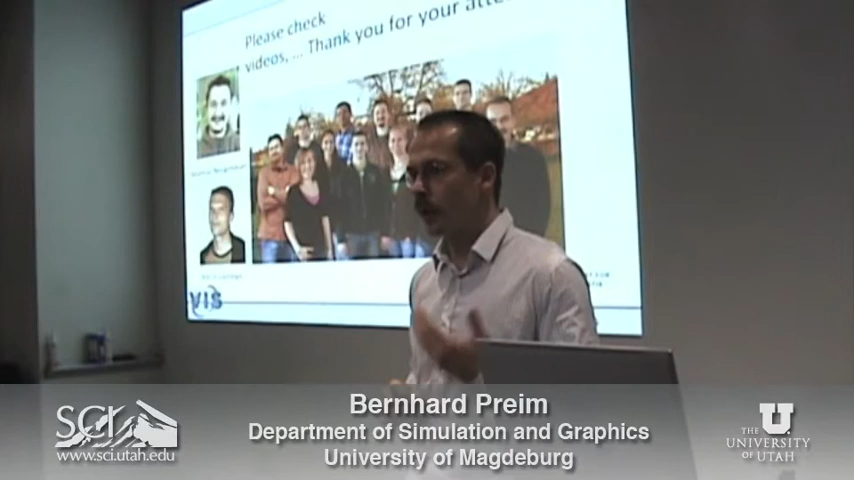 Please check
videos, ... Thank you for your atte
VIS
Bernhard Preim
Department of Simulation and Graphics
University of Magdeburg
SCI
www.sci.utah.edu
U
THE
UNIVERSITY
OF UTAH